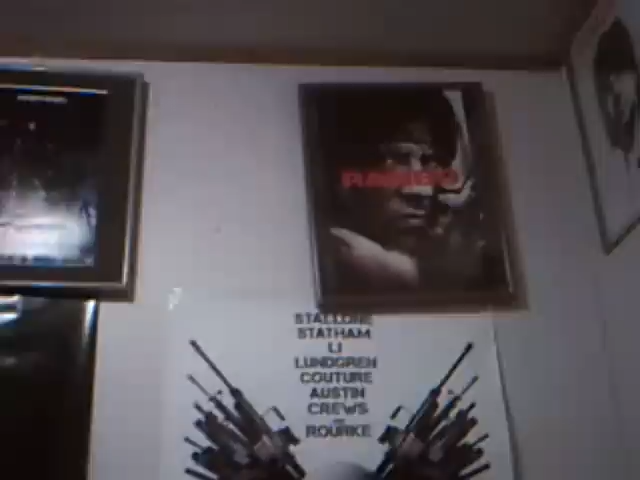 RAMBO
STALLONE
STATHAM
LI
LUNDGREN
COUTURE
AUSTIN
CREWS
ROURKE